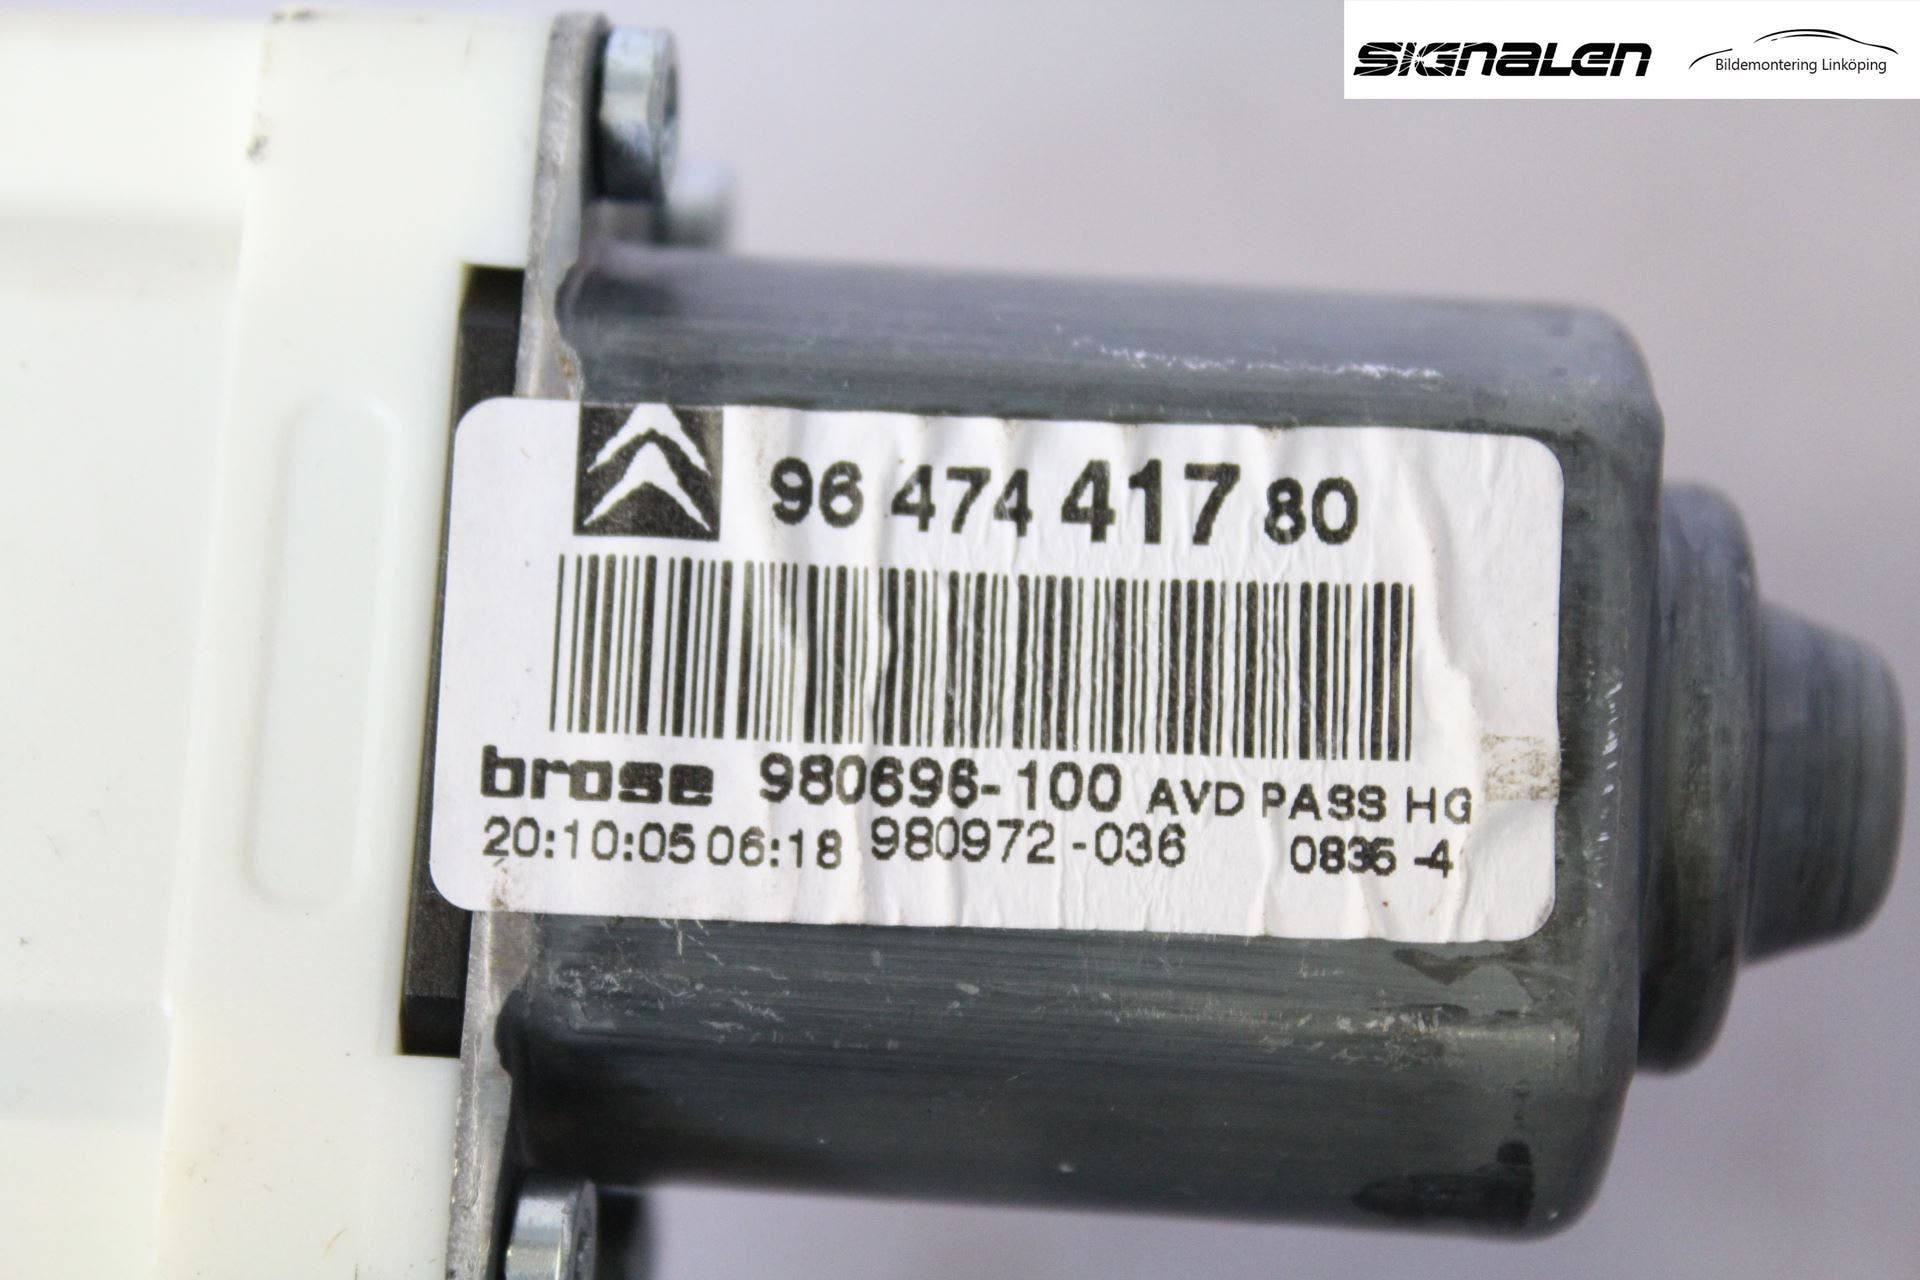 SIGNALEN
Bildemontering Linköping
96 474 417 80
brose 980696-100 AVD PASS HG
20:10:05 06:18 980972-036 0835-4